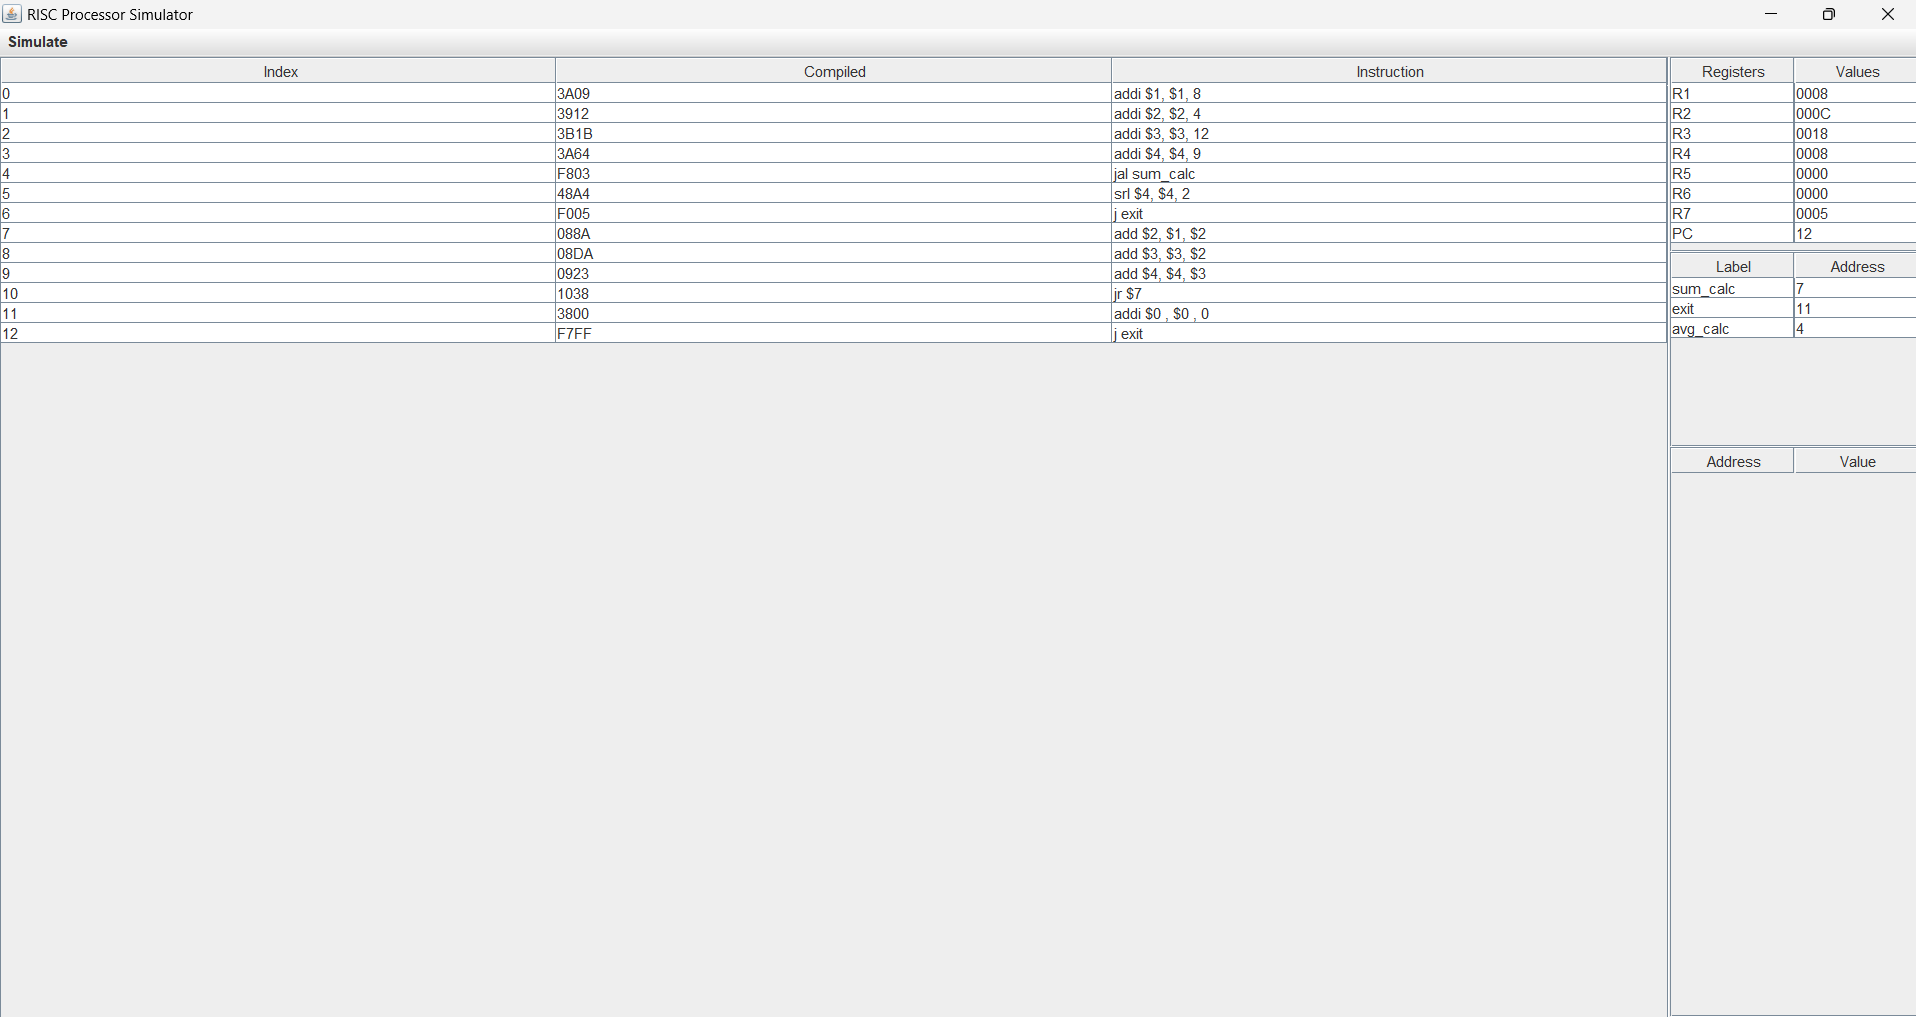 RISC Processor Simulator
Simulate
Index Compiled Instruction
0 3A09 addi $1, $1, 8
1 3912 addi $2, $2, 4
2 3B1B addi $3, $3, 12
3 3A64 addi $4, $4, 9
4 F803 jal sum_calc
5 48A4 srl $4, $4, 2
6 F005 j exit
7 088A add $2, $1, $2
8 08DA add $3, $3, $2
9 0923 add $4, $4, $3
10 1038 jr $7
11 3800 addi $0 , $0 , 0
12 F7FF j exit
Registers Values
R1 0008
R2 000C
R3 0018
R4 0008
R5 0000
R6 0000
R7 0005
PC 12
Label Address
sum_calc 7
exit 11
avg_calc 4
Address Value